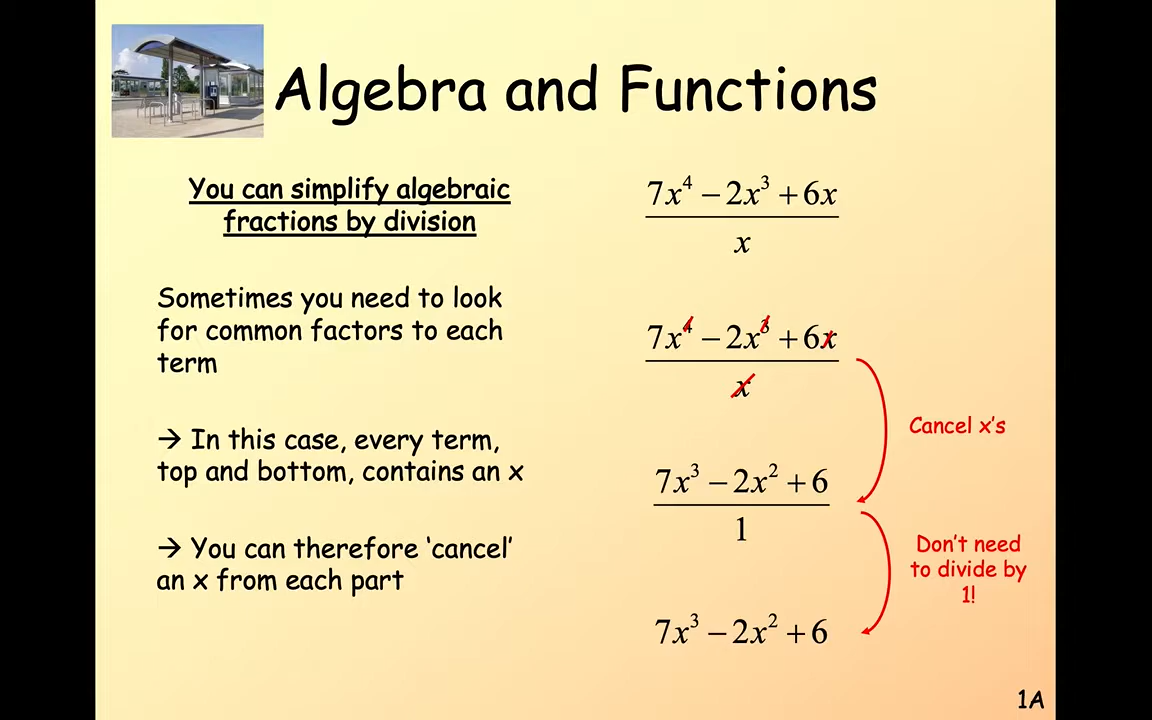 Algebra and Functions
You can simplify algebraic
fractions by division
Sometimes you need to look
for common factors to each
term
→ In this case, every term,
top and bottom, contains an x
→ You can therefore ‘cancel’
an x from each part
7x⁴ − 2x³ + 6x
x
7x⁴ − 2x³ + 6x
x
Cancel x’s
7x³ − 2x² + 6
1
Don’t need
to divide by
1!
7x³ − 2x² + 6
1A